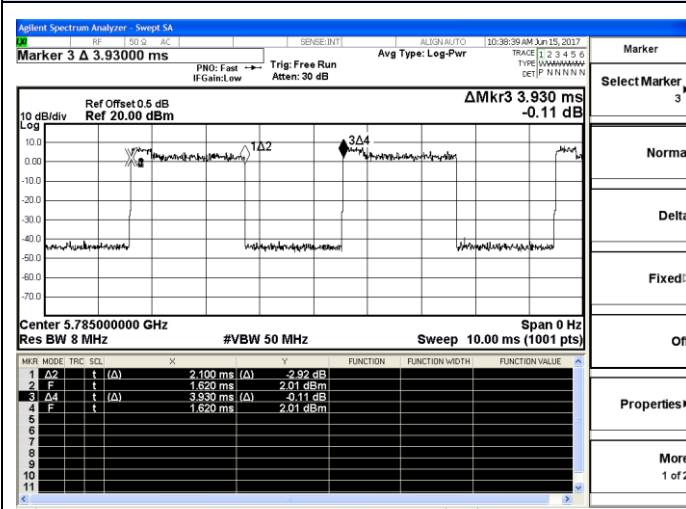 Agilent Spectrum Analyzer - Swept SA
RF 50 Ω AC SENSE:INT ALIGN AUTO 10:38:39 AM Jun 15, 2017
Marker 3 Δ 3.93000 ms
PNO: Fast Trig: Free Run Avg Type: Log-Pwr TRACE 1 2 3 4 5 6
IFGain:Low Atten: 30 dB TYPE
DET P N N N N N
Ref Offset 0.5 dB ΔMkr3 3.930 ms
10 dB/div Ref 20.00 dBm -0.11 dB
Log
10.0
0.00
-10.0
-20.0
-30.0
-40.0
-50.0
-60.0
-70.0
1Δ2
3Δ4
Center 5.785000000 GHz Span 0 Hz
Res BW 8 MHz #VBW 50 MHz Sweep 10.00 ms (1001 pts)
MKR MODE TRC SCL X Y FUNCTION FUNCTION WIDTH FUNCTION VALUE
1 Δ2 t (Δ) 2.100 ms (Δ) -2.92 dB
2 F t 1.620 ms 2.01 dBm
3 Δ4 t (Δ) 3.930 ms (Δ) -0.11 dB
4 F t 1.620 ms 2.01 dBm
5
6
7
8
9
10
11
Marker
Select Marker
3
Norma
Delta
Fixed
Of
Properties
More
1 of 2